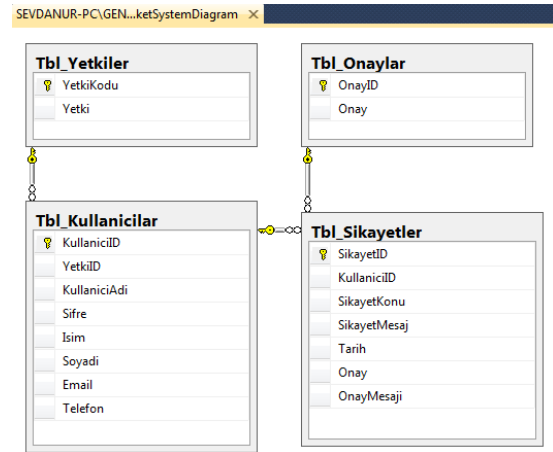 SEVDANUR-PC\GEN...ketSystemDiagram
Tbl_Yetkiler
YetkiKodu
Yetki
Tbl_Onaylar
OnayID
Onay
Tbl_Kullanicilar
KullaniciID
YetkiID
KullaniciAdi
Sifre
Isim
Soyadi
Email
Telefon
Tbl_Sikayetler
SikayetID
KullaniciID
SikayetKonu
SikayetMesaj
Tarih
Onay
OnayMesaji